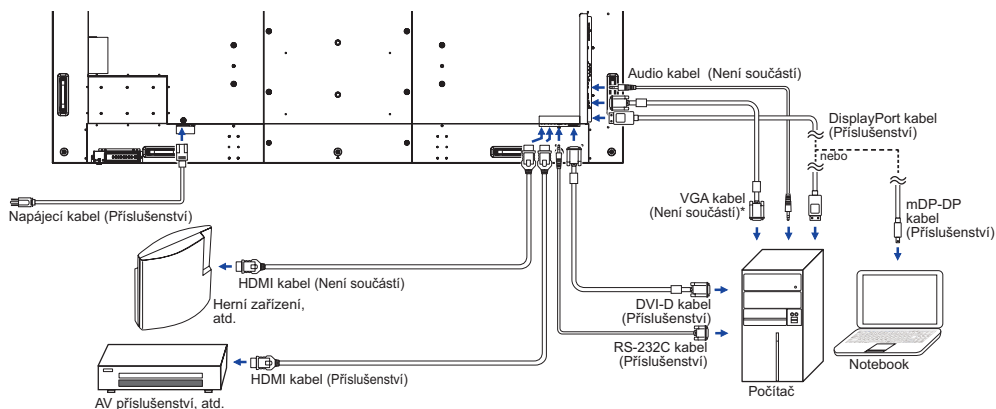 Audio kabel (Není součástí)
DisplayPort kabel
(Příslušenství)
nebo
VGA kabel
(Není součástí)*
mDP-DP
kabel
(Příslušenství)
Napájecí kabel (Příslušenství)
HDMI kabel (Není součástí)
Herní zařízení,
atd.
DVI-D kabel
(Příslušenství)
RS-232C kabel
(Příslušenství)
HDMI kabel (Příslušenství)
AV příslušenství, atd.
Počítač
Notebook